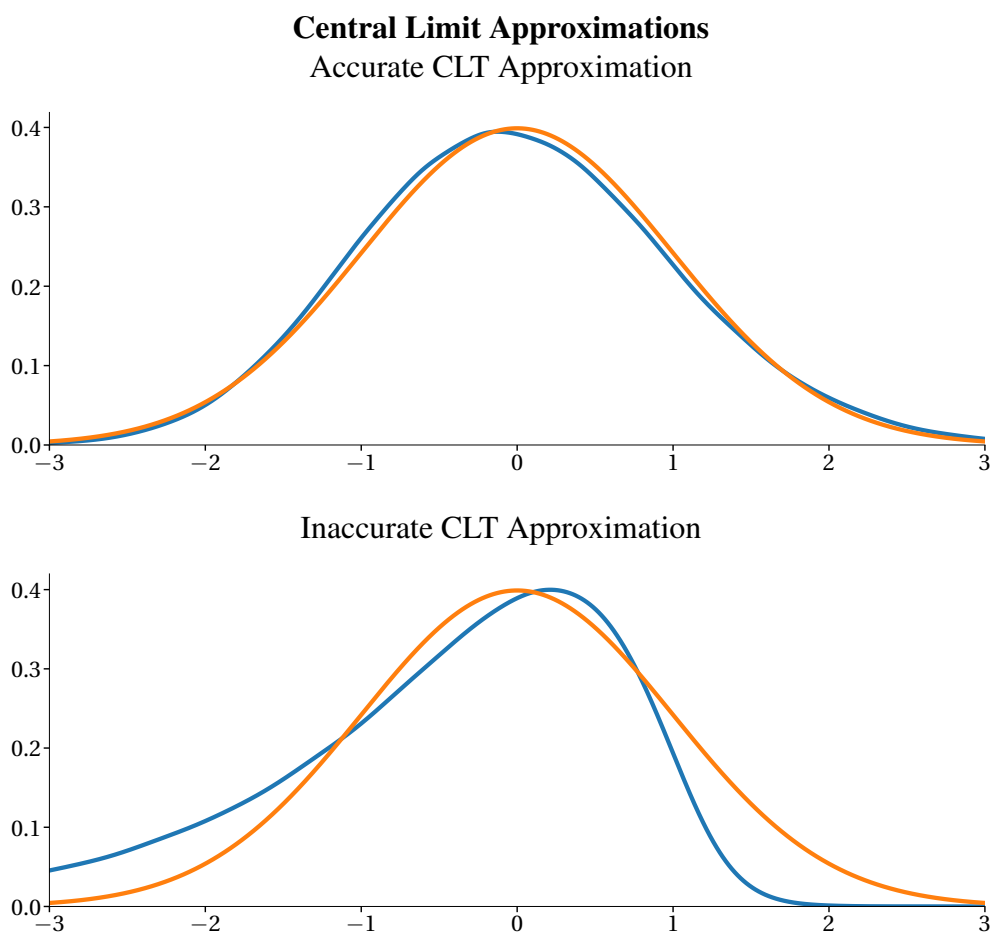 Central Limit Approximations
Accurate CLT Approximation
0.4
0.3
0.2
0.1
0.0
−3 −2 −1 0 1 2 3
Inaccurate CLT Approximation
0.4
0.3
0.2
0.1
0.0
−3 −2 −1 0 1 2 3